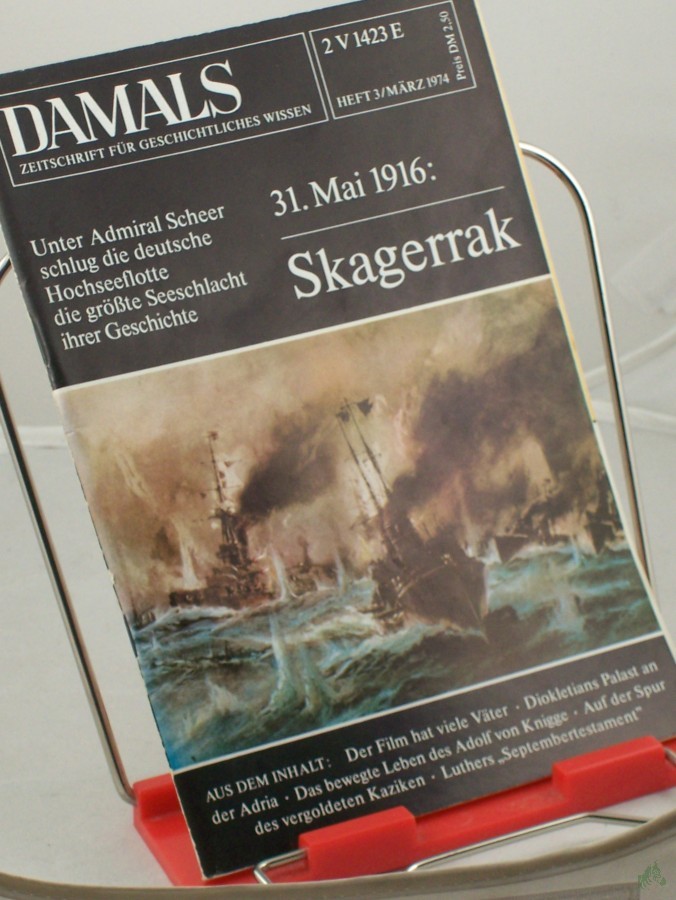 DAMALS
ZEITSCHRIFT FÜR GESCHICHTLICHES WISSEN
2 V 1423 E
HEFT 3/MÄRZ 1974
Preis DM 2,50
Unter Admiral Scheer
schlug die deutsche
Hochseeflotte
die größte Seeschlacht
ihrer Geschichte
31. Mai 1916:
Skagerrak
AUS DEM INHALT: Der Film hat viele Väter · Diokletians Palast an
der Adria · Das bewegte Leben des Adolf von Knigge · Auf der Spur
des vergoldeten Kaziken · Luthers „Septembertestament"